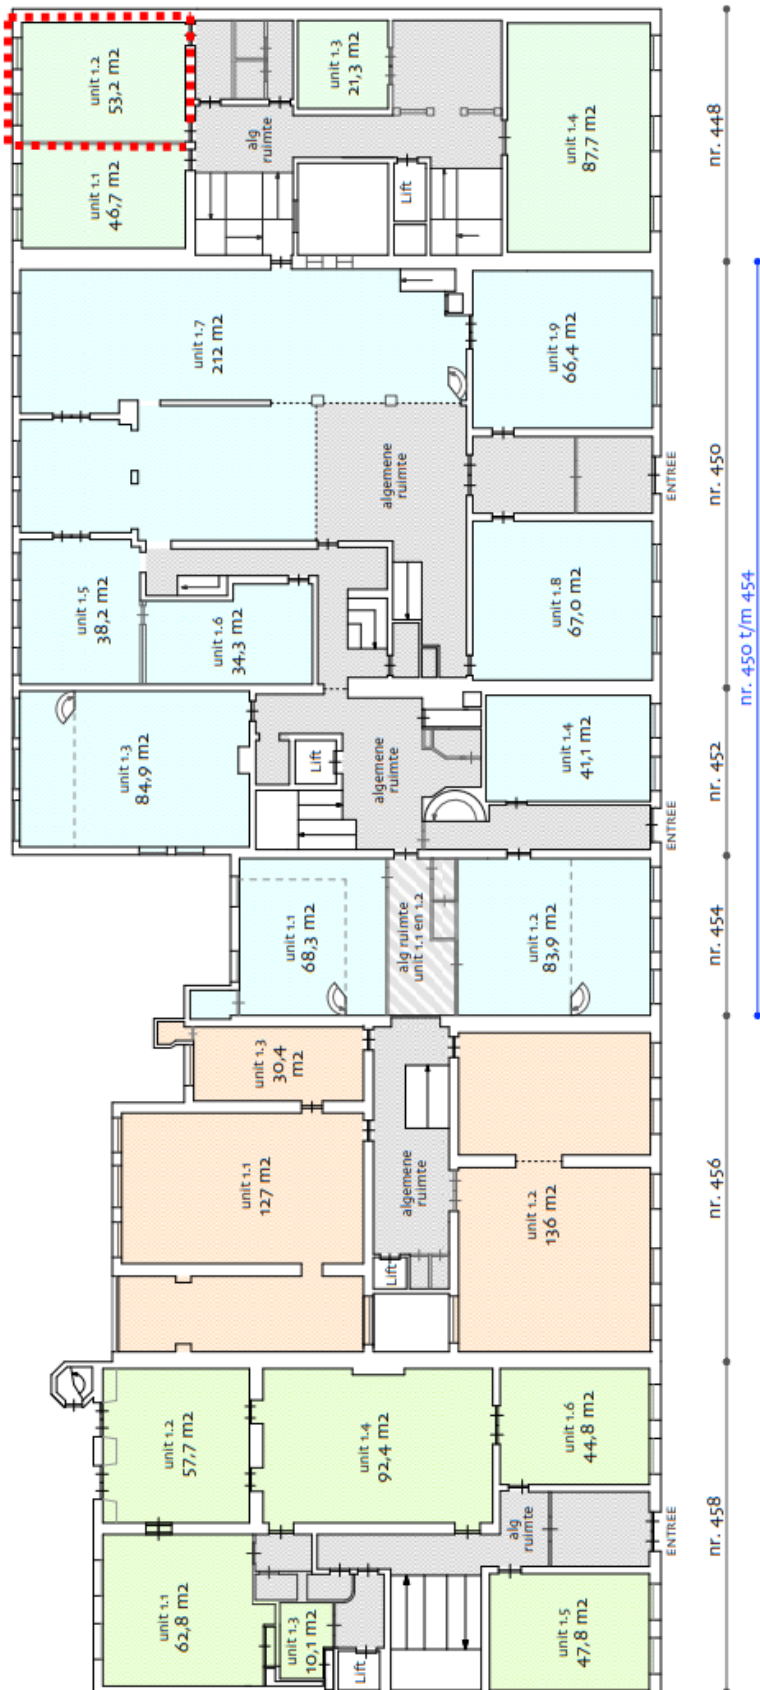 unit 1.2
53,2 m2
unit 1.1
46,7 m2
alg
ruimte
unit 1.3
21,3 m2
Lift
unit 1.4
87,7 m2
nr. 448
unit 1.7
212 m2
unit 1.9
66,4 m2
algemene
ruimte
ENTREE
nr. 450
unit 1.5
38,2 m2
unit 1.6
34,3 m2
unit 1.8
67,0 m2
nr. 450 t/m 454
unit 1.3
84,9 m2
Lift
algemene
ruimte
unit 1.4
41,1 m2
ENTREE
nr. 452
unit 1.1
68,3 m2
alg ruimte
unit 1.1 en 1.2
unit 1.2
83,9 m2
nr. 454
unit 1.3
30,4
m2
unit 1.1
127 m2
algemene
ruimte
Lift
unit 1.2
136 m2
nr. 456
unit 1.2
57,7 m2
unit 1.4
92,4 m2
unit 1.6
44,8 m2
alg
ruimte
ENTREE
nr. 458
unit 1.1
62,8 m2
unit 1.3
10,1 m2
Lift
unit 1.5
47,8 m2